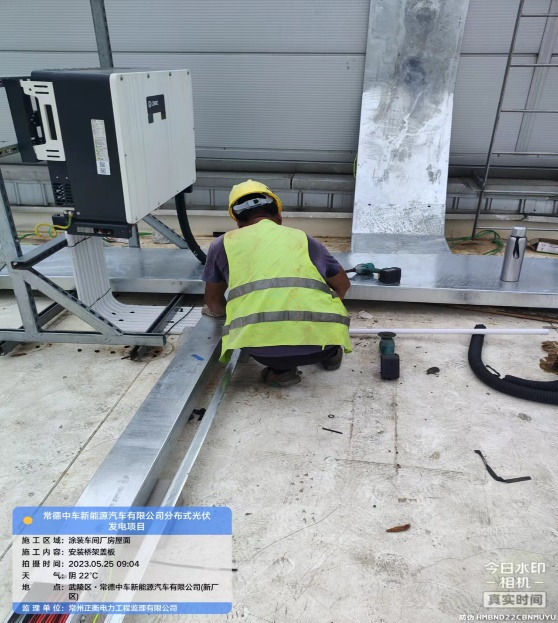 常德中车新能源汽车有限公司分布式光伏
发电项目
施工区域：涂装车间厂房屋面
施工内容：安装桥架盖板
拍摄时间：2023.05.25 09:04
天　　气：阴 22℃
地　　点：武陵区·常德中车新能源汽车有限公司(新厂
区)
监理单位：常州正衡电力工程监理有限公司
今日水印
相机
真实时间
防伪 HMBND22CBNMUYU